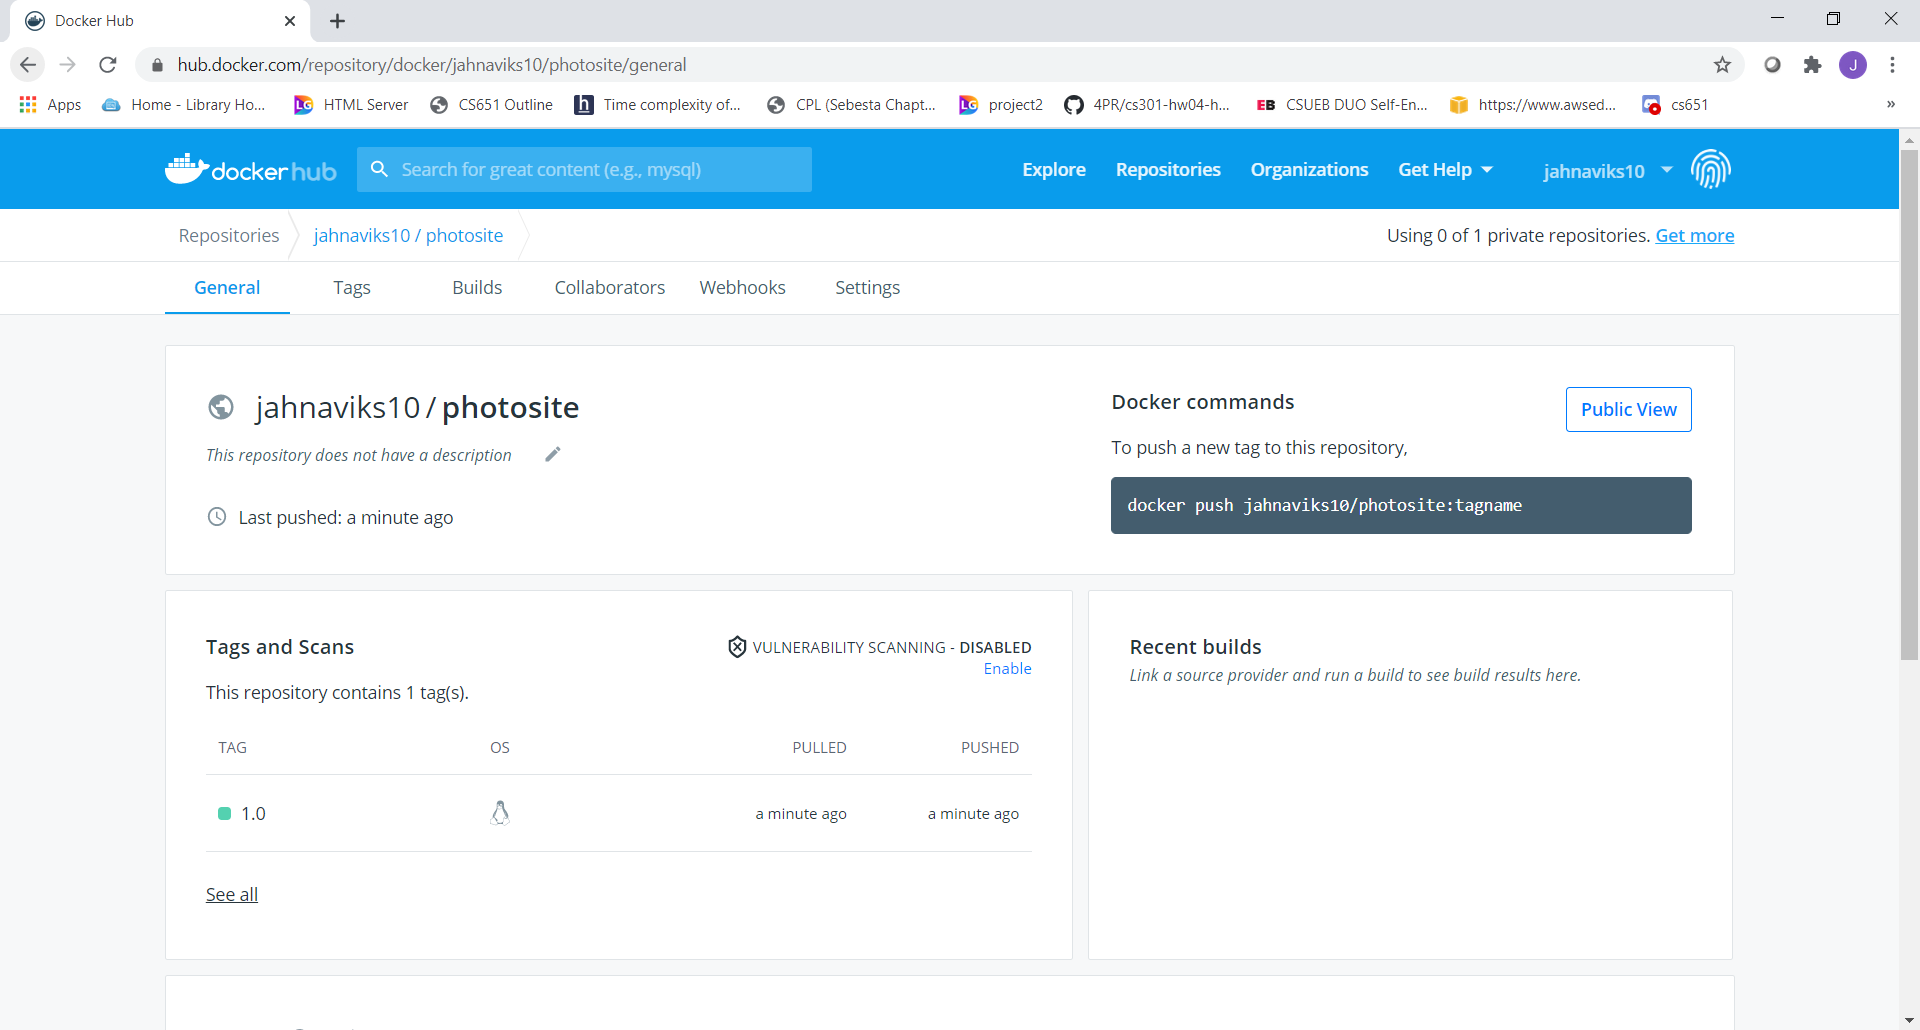 Docker Hub
hub.docker.com/repository/docker/jahnaviks10/photosite/general
J
Apps
Home - Library Ho...
LG HTML Server
CS651 Outline
h Time complexity of...
CPL (Sebesta Chapt...
LG project2
4PR/cs301-hw04-h...
EB CSUEB DUO Self-En...
https://www.awsed...
cs651
»
docker hub
Search for great content (e.g., mysql)
Explore
Repositories
Organizations
Get Help
jahnaviks10
Repositories
jahnaviks10 / photosite
Using 0 of 1 private repositories. Get more
General
Tags
Builds
Collaborators
Webhooks
Settings
jahnaviks10 / photosite
This repository does not have a description
Last pushed: a minute ago
Docker commands
Public View
To push a new tag to this repository,
docker push jahnaviks10/photosite:tagname
Tags and Scans
VULNERABILITY SCANNING - DISABLED
Enable
This repository contains 1 tag(s).
TAG OS PULLED PUSHED
1.0 a minute ago a minute ago
See all
Recent builds
Link a source provider and run a build to see build results here.